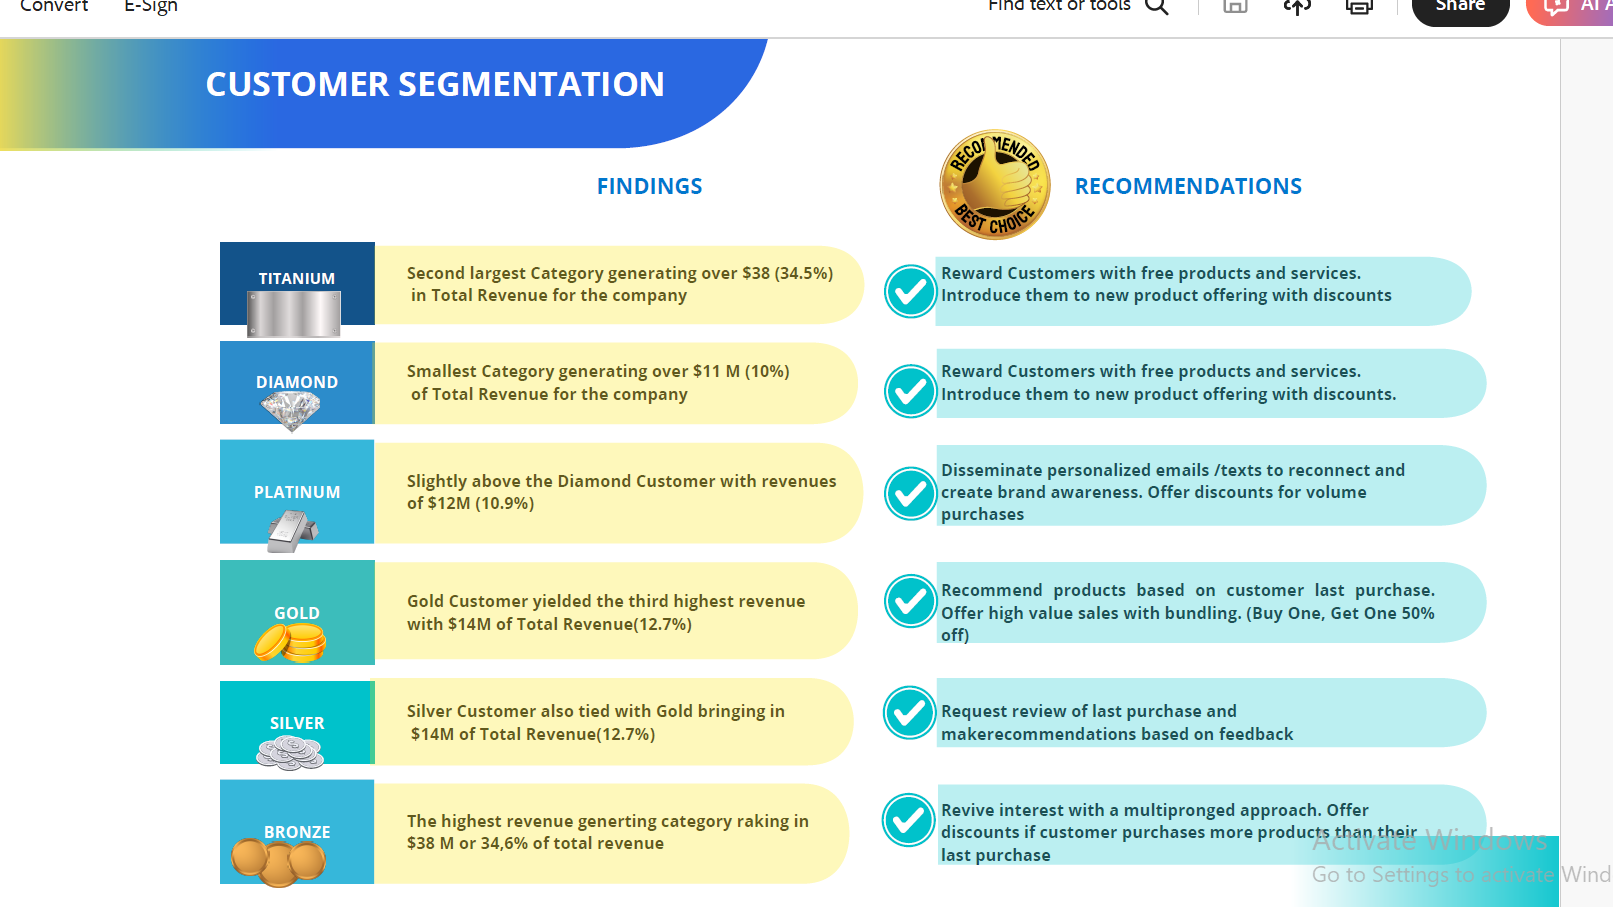 Convert E-Sign Find text or tools Share AI A
CUSTOMER SEGMENTATION
RECOMMENDED
BEST CHOICE
FINDINGS RECOMMENDATIONS
TITANIUM
Second largest Category generating over $38 (34.5%)
in Total Revenue for the company
Reward Customers with free products and services.
Introduce them to new product offering with discounts
DIAMOND
Smallest Category generating over $11 M (10%)
of Total Revenue for the company
Reward Customers with free products and services.
Introduce them to new product offering with discounts.
PLATINUM
Slightly above the Diamond Customer with revenues
of $12M (10.9%)
Disseminate personalized emails /texts to reconnect and
create brand awareness. Offer discounts for volume
purchases
GOLD
Gold Customer yielded the third highest revenue
with $14M of Total Revenue(12.7%)
Recommend products based on customer last purchase.
Offer high value sales with bundling. (Buy One, Get One 50%
off)
SILVER
Silver Customer also tied with Gold bringing in
$14M of Total Revenue(12.7%)
Request review of last purchase and
makerecommendations based on feedback
BRONZE
The highest revenue generting category raking in
$38 M or 34,6% of total revenue
Revive interest with a multipronged approach. Offer
discounts if customer purchases more products than their
last purchase
Activate Windows
Go to Settings to activate Wind